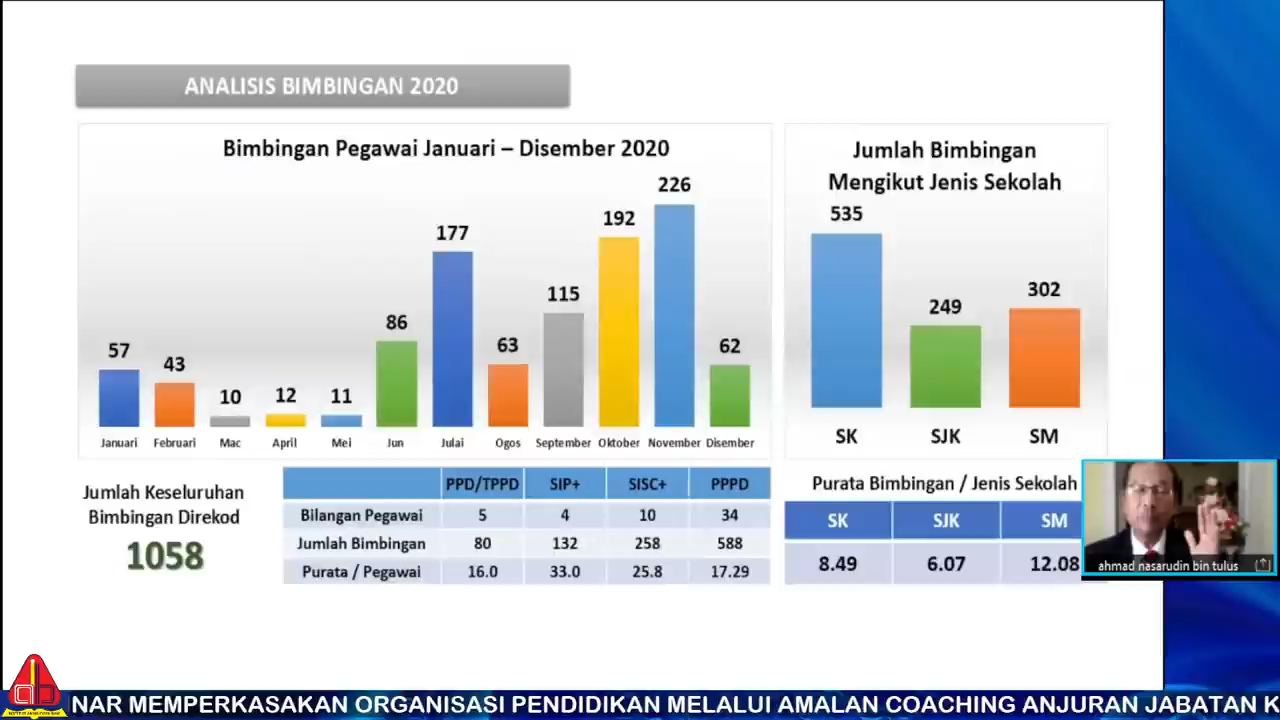 ANALISIS BIMBINGAN 2020
Bimbingan Pegawai Januari – Disember 2020
57 43 10 12 11 86 177 63 115 192 226 62
Januari Februari Mac April Mei Jun Julai Ogos September Oktober November Disember
Jumlah Bimbingan
Mengikut Jenis Sekolah
535 249 302
SK SJK SM
Jumlah Keseluruhan
Bimbingan Direkod
1058
PPD/TPPD SIP+ SISC+ PPPD
Bilangan Pegawai 5 4 10 34
Jumlah Bimbingan 80 132 258 588
Purata / Pegawai 16.0 33.0 25.8 17.29
Purata Bimbingan / Jenis Sekolah
SK SJK SM
8.49 6.07 12.08
ahmad nasarudin bin tulus
NAR MEMPERKASAKAN ORGANISASI PENDIDIKAN MELALUI AMALAN COACHING ANJURAN JABATAN K